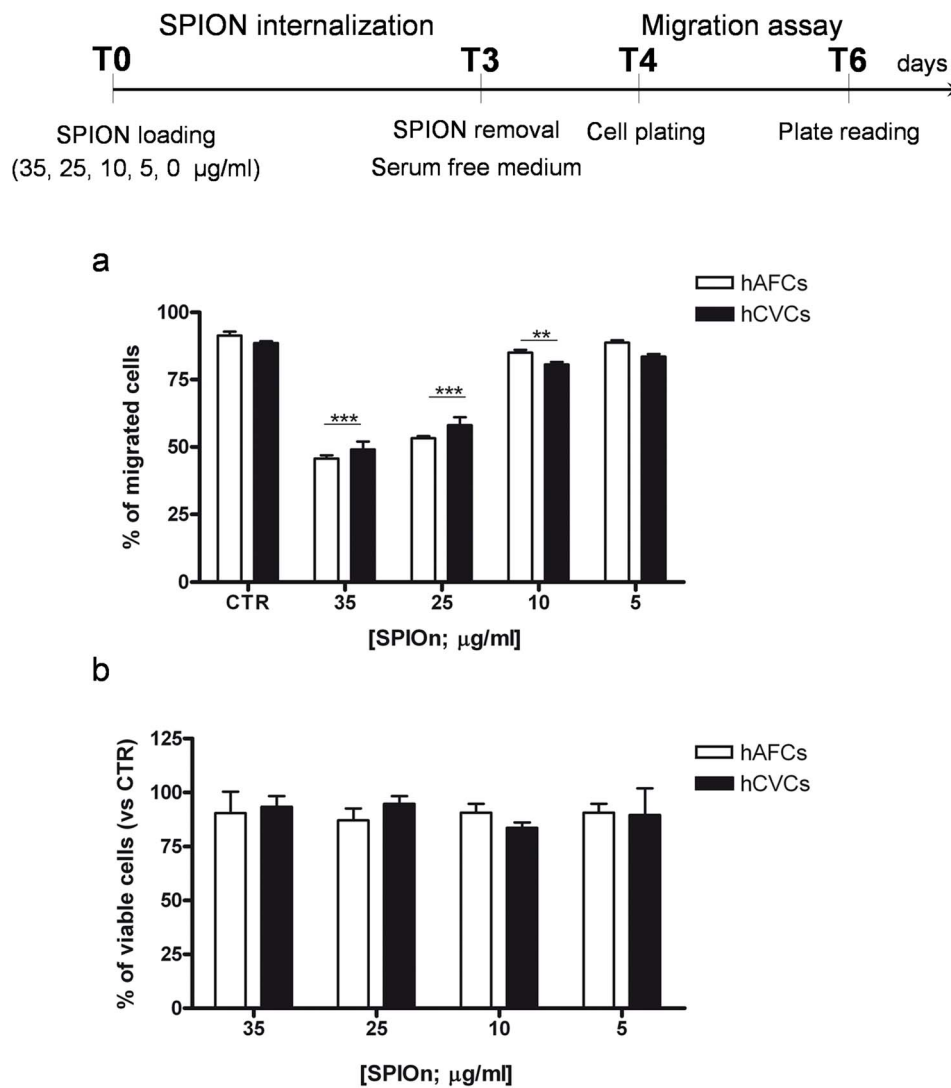 SPION internalization Migration assay
T0 T3 T4 T6 days
SPION loading SPION removal Cell plating Plate reading
(35, 25, 10, 5, 0 µg/ml) Serum free medium
a
hAFCs
hCVCs
% of migrated cells
100
75
50
25
0
*** *** **
CTR 35 25 10 5
[SPIOn; µg/ml]
b
hAFCs
hCVCs
% of viable cells (vs CTR)
125
100
75
50
25
0
35 25 10 5
[SPIOn; µg/ml]